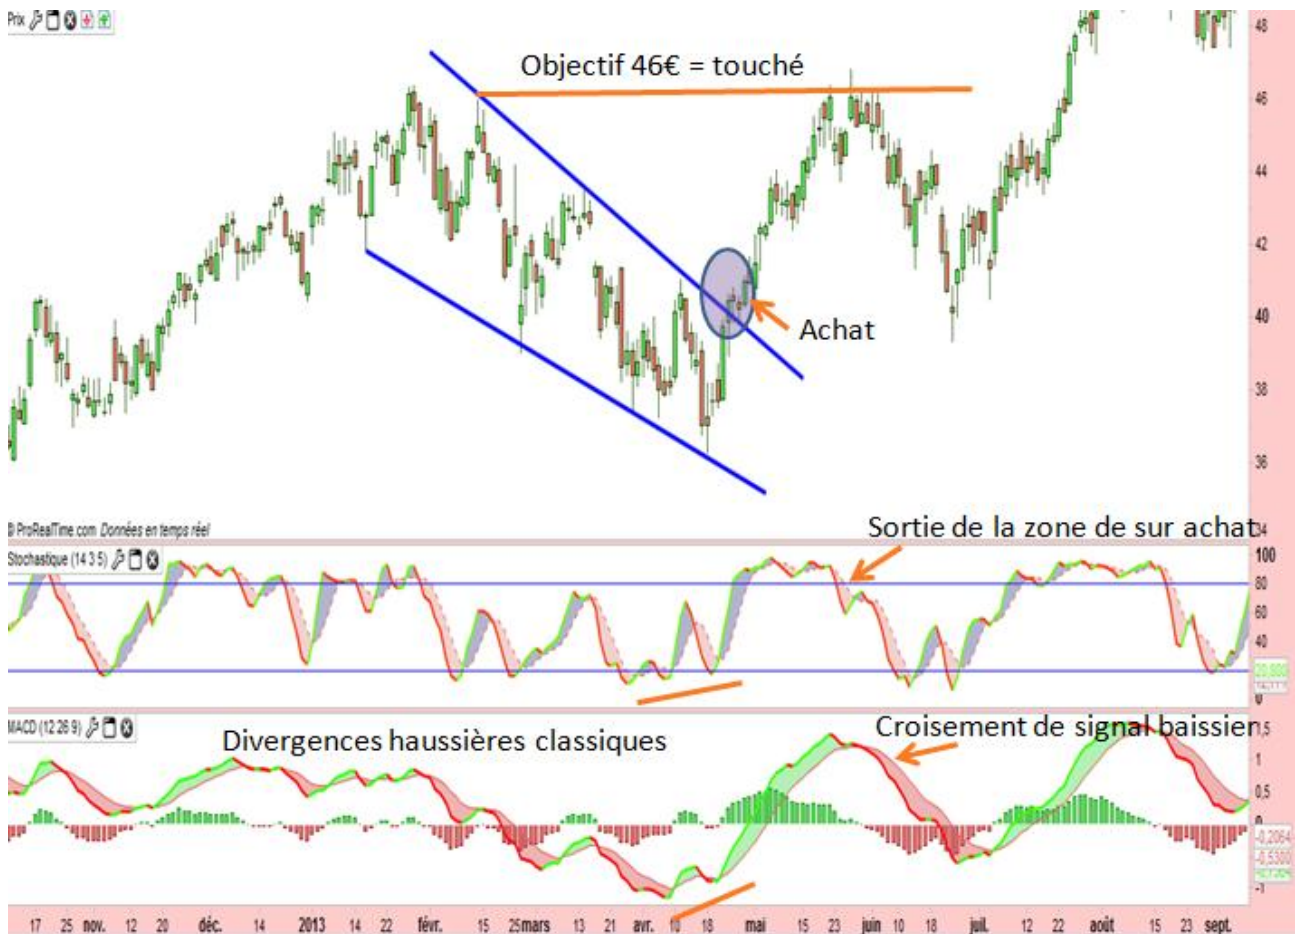 Prix
48
Objectif 46€ = touché
46
44
42
Achat
40
38
36
© ProRealTime.com Données en temps réel
Sortie de la zone de sur achat
34
Stochastique (14 3 5)
100
80
60
40
20,888
0
MACD (12 26 9)
Divergences haussières classiques
Croisement de signal baissier
1,5
1
0,5
0
-0,2064
-0,5300
-1
17 25 nov. 12 20 déc. 14 2013 14 22 févr. 15 25 mars 13 21 avr. 10 18 mai 15 23 juin 10 18 juil. 12 22 août 15 23 sept.